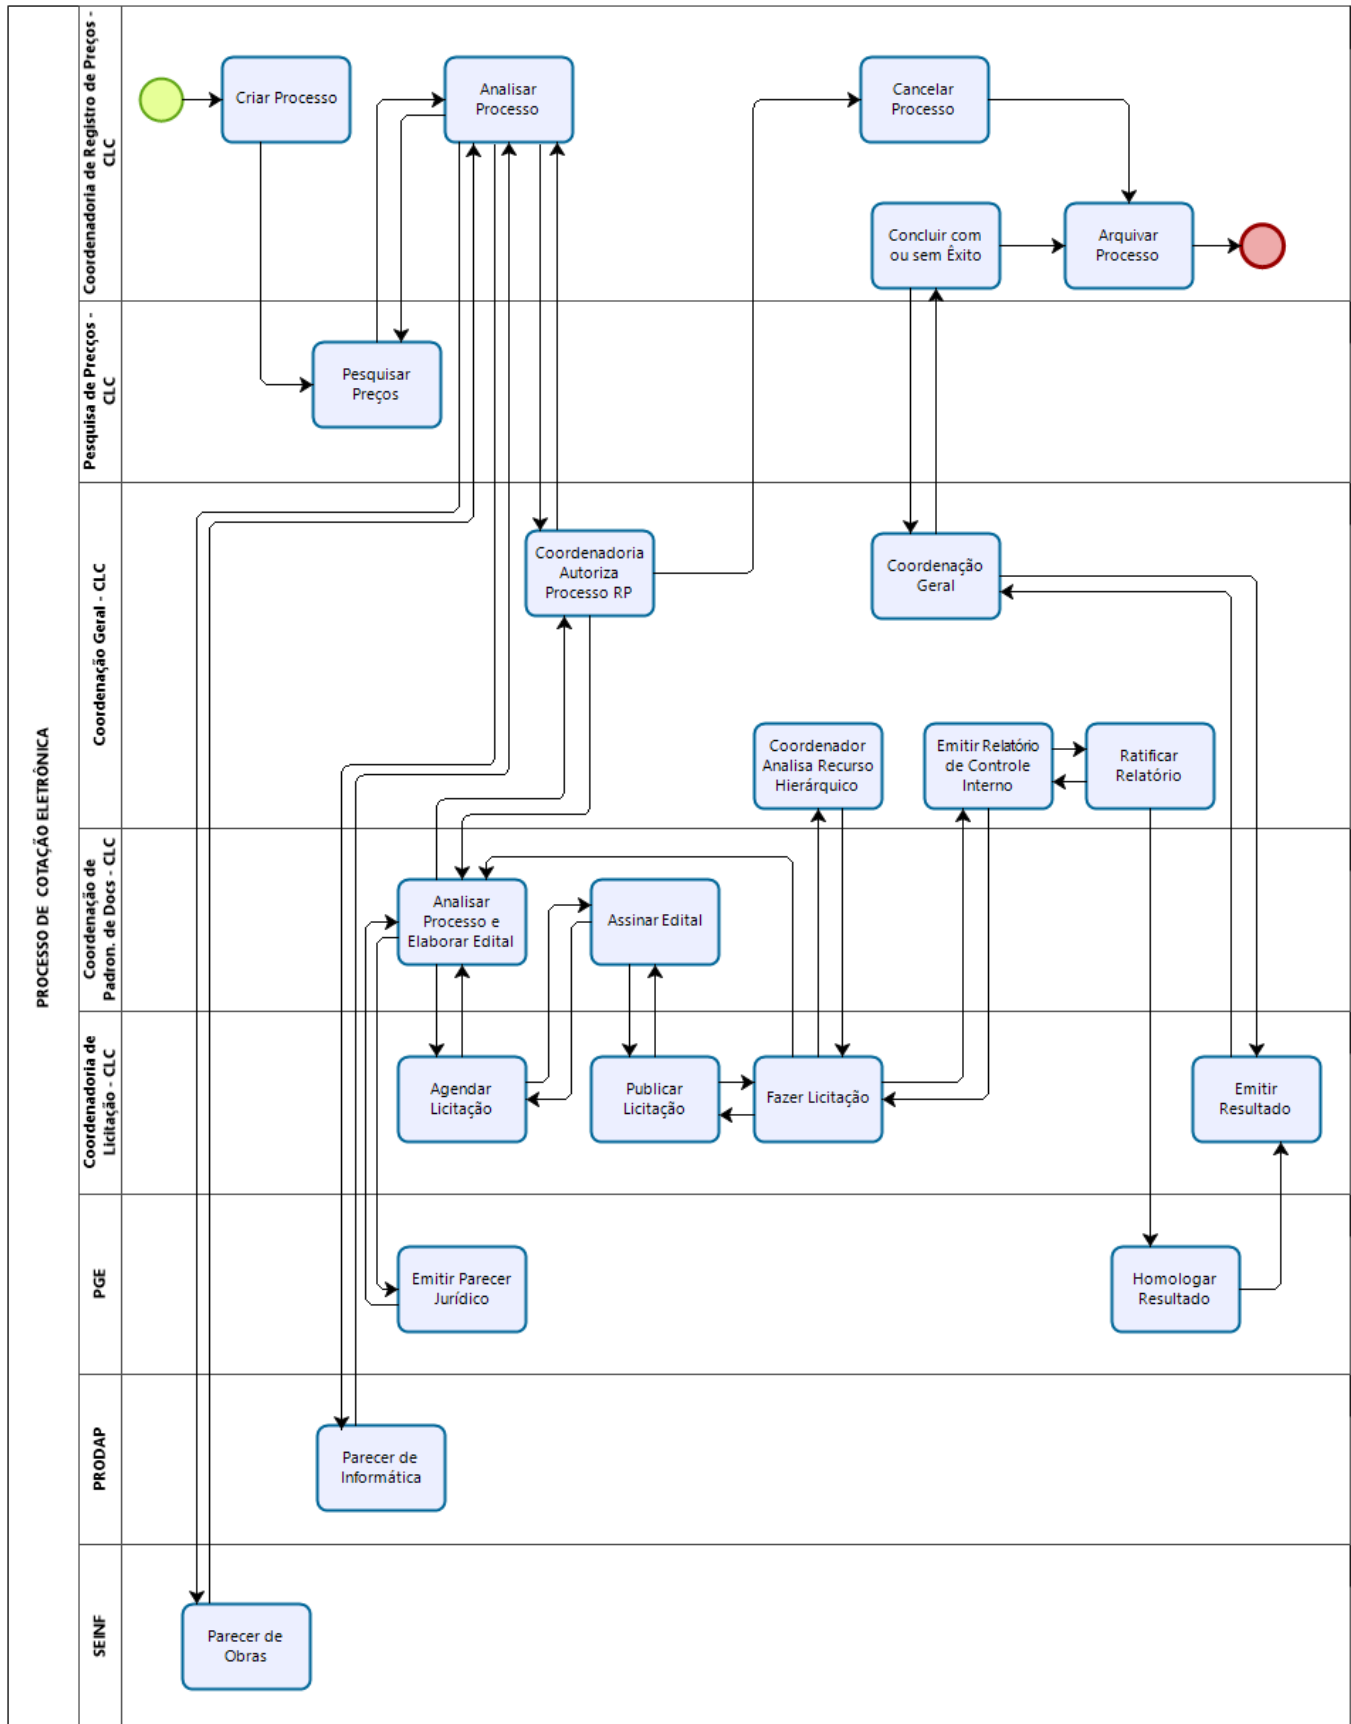 PROCESSO DE COTAÇÃO ELETRÔNICA
Coordenadoria de Registro de Preços -
CLC
Criar Processo
Analisar
Processo
Cancelar
Processo
Concluir com
ou sem Êxito
Arquivar
Processo
Pesquisa de Precços -
CLC
Pesquisar
Preços
Coordenação Geral - CLC
Coordenadoria
Autoriza
Processo RP
Coordenação
Geral
Coordenador
Analisa Recurso
Hierárquico
Emitir Relatório
de Controle
Interno
Ratificar
Relatório
Coordenação de
Padron. de Docs - CLC
Analisar
Processo e
Elaborar Edital
Assinar Edital
Coordenadoria de
Licitação - CLC
Agendar
Licitação
Publicar
Licitação
Fazer Licitação
Emitir
Resultado
PGE
Emitir Parecer
Jurídico
Homologar
Resultado
PRODAP
Parecer de
Informática
SEINF
Parecer de
Obras